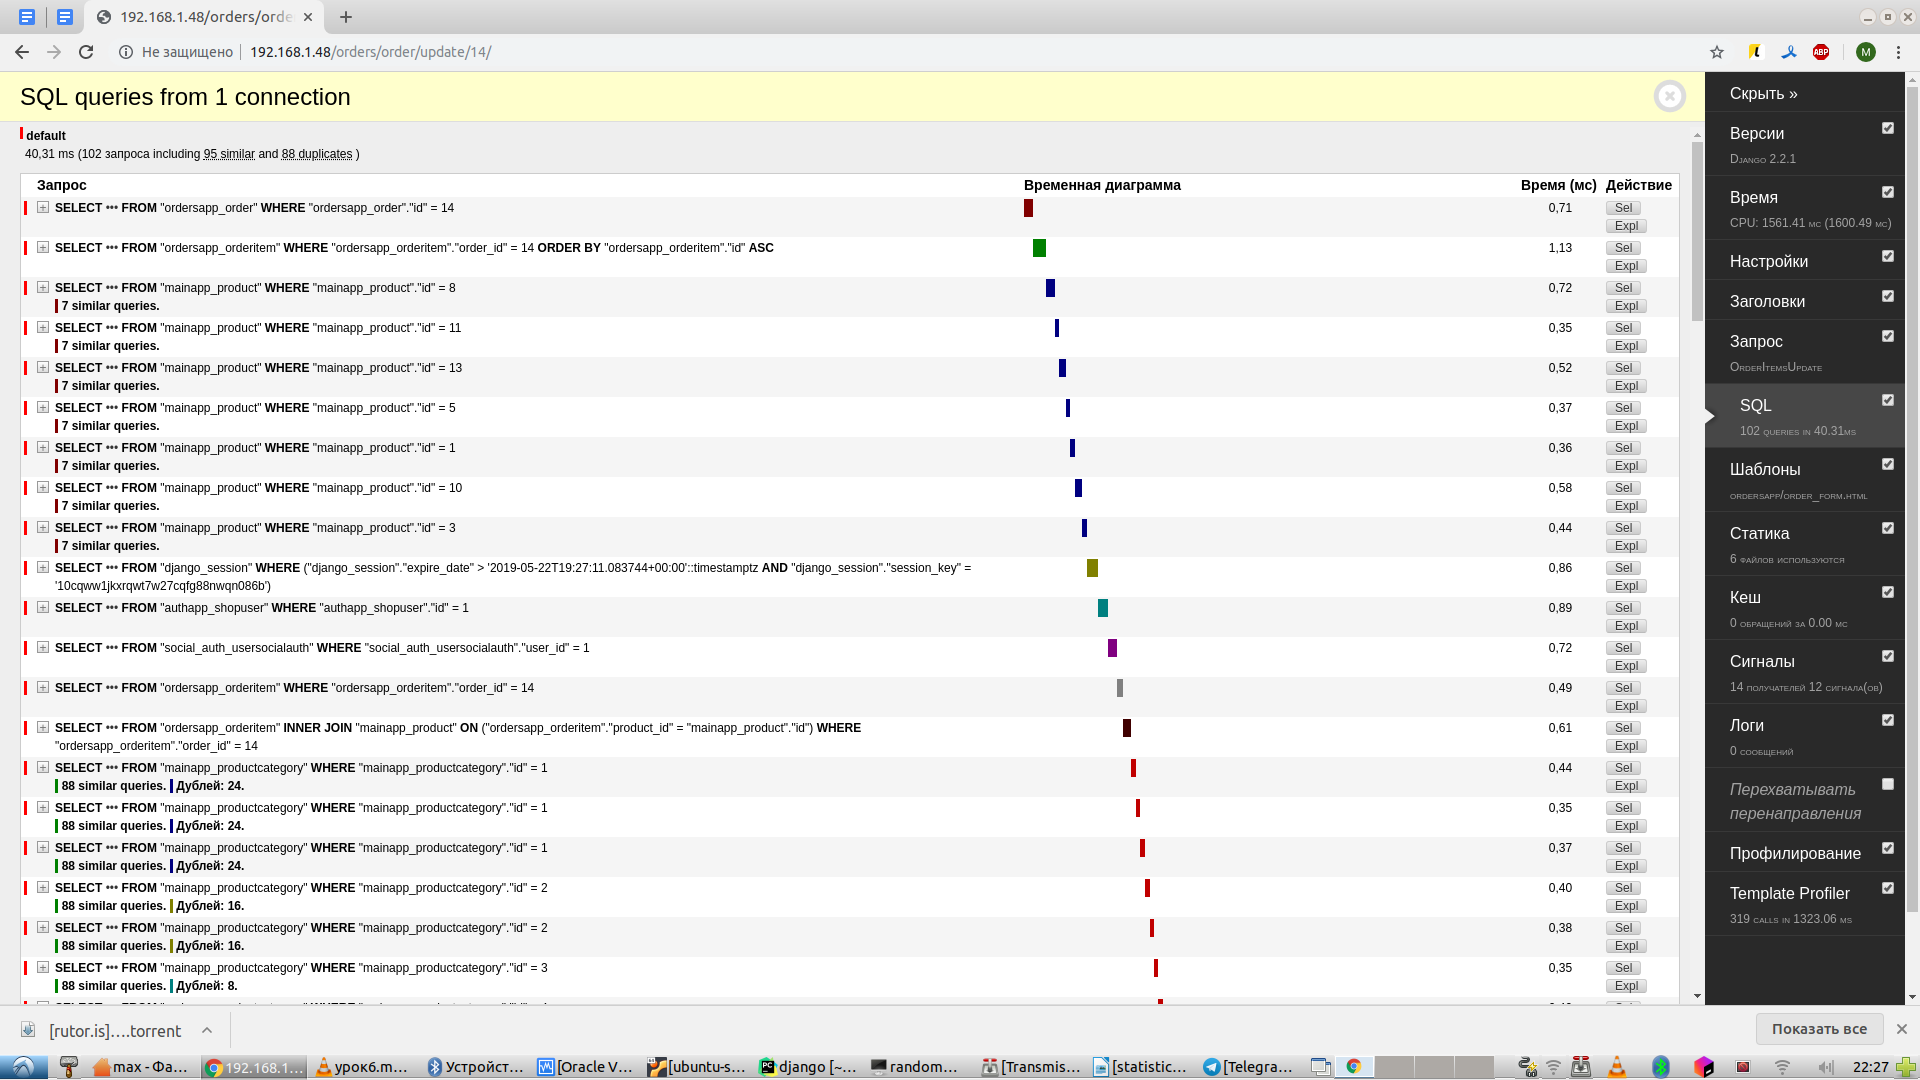 192.168.1.48/orders/orde
Не защищено
192.168.1.48/orders/order/update/14/
SQL queries from 1 connection
default
40,31 ms (102 запроса including 95 similar and 88 duplicates )
Запрос Временная диаграмма Время (мс) Действие
SELECT ••• FROM "ordersapp_order" WHERE "ordersapp_order"."id" = 14 0,71 Sel
Expl
SELECT ••• FROM "ordersapp_orderitem" WHERE "ordersapp_orderitem"."order_id" = 14 ORDER BY "ordersapp_orderitem"."id" ASC 1,13 Sel
Expl
SELECT ••• FROM "mainapp_product" WHERE "mainapp_product"."id" = 8 0,72 Sel
7 similar queries. Expl
SELECT ••• FROM "mainapp_product" WHERE "mainapp_product"."id" = 11 0,35 Sel
7 similar queries. Expl
SELECT ••• FROM "mainapp_product" WHERE "mainapp_product"."id" = 13 0,52 Sel
7 similar queries. Expl
SELECT ••• FROM "mainapp_product" WHERE "mainapp_product"."id" = 5 0,37 Sel
7 similar queries. Expl
SELECT ••• FROM "mainapp_product" WHERE "mainapp_product"."id" = 1 0,36 Sel
7 similar queries. Expl
SELECT ••• FROM "mainapp_product" WHERE "mainapp_product"."id" = 10 0,58 Sel
7 similar queries. Expl
SELECT ••• FROM "mainapp_product" WHERE "mainapp_product"."id" = 3 0,44 Sel
7 similar queries. Expl
SELECT ••• FROM "django_session" WHERE ("django_session"."expire_date" > '2019-05-22T19:27:11.083744+00:00'::timestamptz AND "django_session"."session_key" = 0,86 Sel
'10cqww1jkxrqwt7w27cqfg88nwqn086b') Expl
SELECT ••• FROM "authapp_shopuser" WHERE "authapp_shopuser"."id" = 1 0,89 Sel
Expl
SELECT ••• FROM "social_auth_usersocialauth" WHERE "social_auth_usersocialauth"."user_id" = 1 0,72 Sel
Expl
SELECT ••• FROM "ordersapp_orderitem" WHERE "ordersapp_orderitem"."order_id" = 14 0,49 Sel
Expl
SELECT ••• FROM "ordersapp_orderitem" INNER JOIN "mainapp_product" ON ("ordersapp_orderitem"."product_id" = "mainapp_product"."id") WHERE 0,61 Sel
"ordersapp_orderitem"."order_id" = 14 Expl
SELECT ••• FROM "mainapp_productcategory" WHERE "mainapp_productcategory"."id" = 1 0,44 Sel
88 similar queries. Дублей: 24. Expl
SELECT ••• FROM "mainapp_productcategory" WHERE "mainapp_productcategory"."id" = 1 0,35 Sel
88 similar queries. Дублей: 24. Expl
SELECT ••• FROM "mainapp_productcategory" WHERE "mainapp_productcategory"."id" = 1 0,37 Sel
88 similar queries. Дублей: 24. Expl
SELECT ••• FROM "mainapp_productcategory" WHERE "mainapp_productcategory"."id" = 2 0,40 Sel
88 similar queries. Дублей: 16. Expl
SELECT ••• FROM "mainapp_productcategory" WHERE "mainapp_productcategory"."id" = 2 0,38 Sel
88 similar queries. Дублей: 16. Expl
SELECT ••• FROM "mainapp_productcategory" WHERE "mainapp_productcategory"."id" = 3 0,35 Sel
88 similar queries. Дублей: 8. Expl
Скрыть »
Версии
Django 2.2.1
Время
CPU: 1561.41 мс (1600.49 мс)
Настройки
Заголовки
Запрос
OrderItemsUpdate
SQL
102 queries in 40.31ms
Шаблоны
ordersapp/order_form.html
Статика
6 файлов используются
Кеш
0 обращений за 0.00 мс
Сигналы
14 получателей 12 сигнала(ов)
Логи
0 сообщений
Перехватывать
перенаправления
Профилирование
Template Profiler
319 calls in 1323.06 ms
[rutor.is]....torrent
Показать все
max - Фа...
192.168.1...
урок6.m...
Устройст...
[Oracle V...
[ubuntu-s...
django [~...
random...
[Transmis...
[statistic...
[Telegra...
22:27
ABP
M